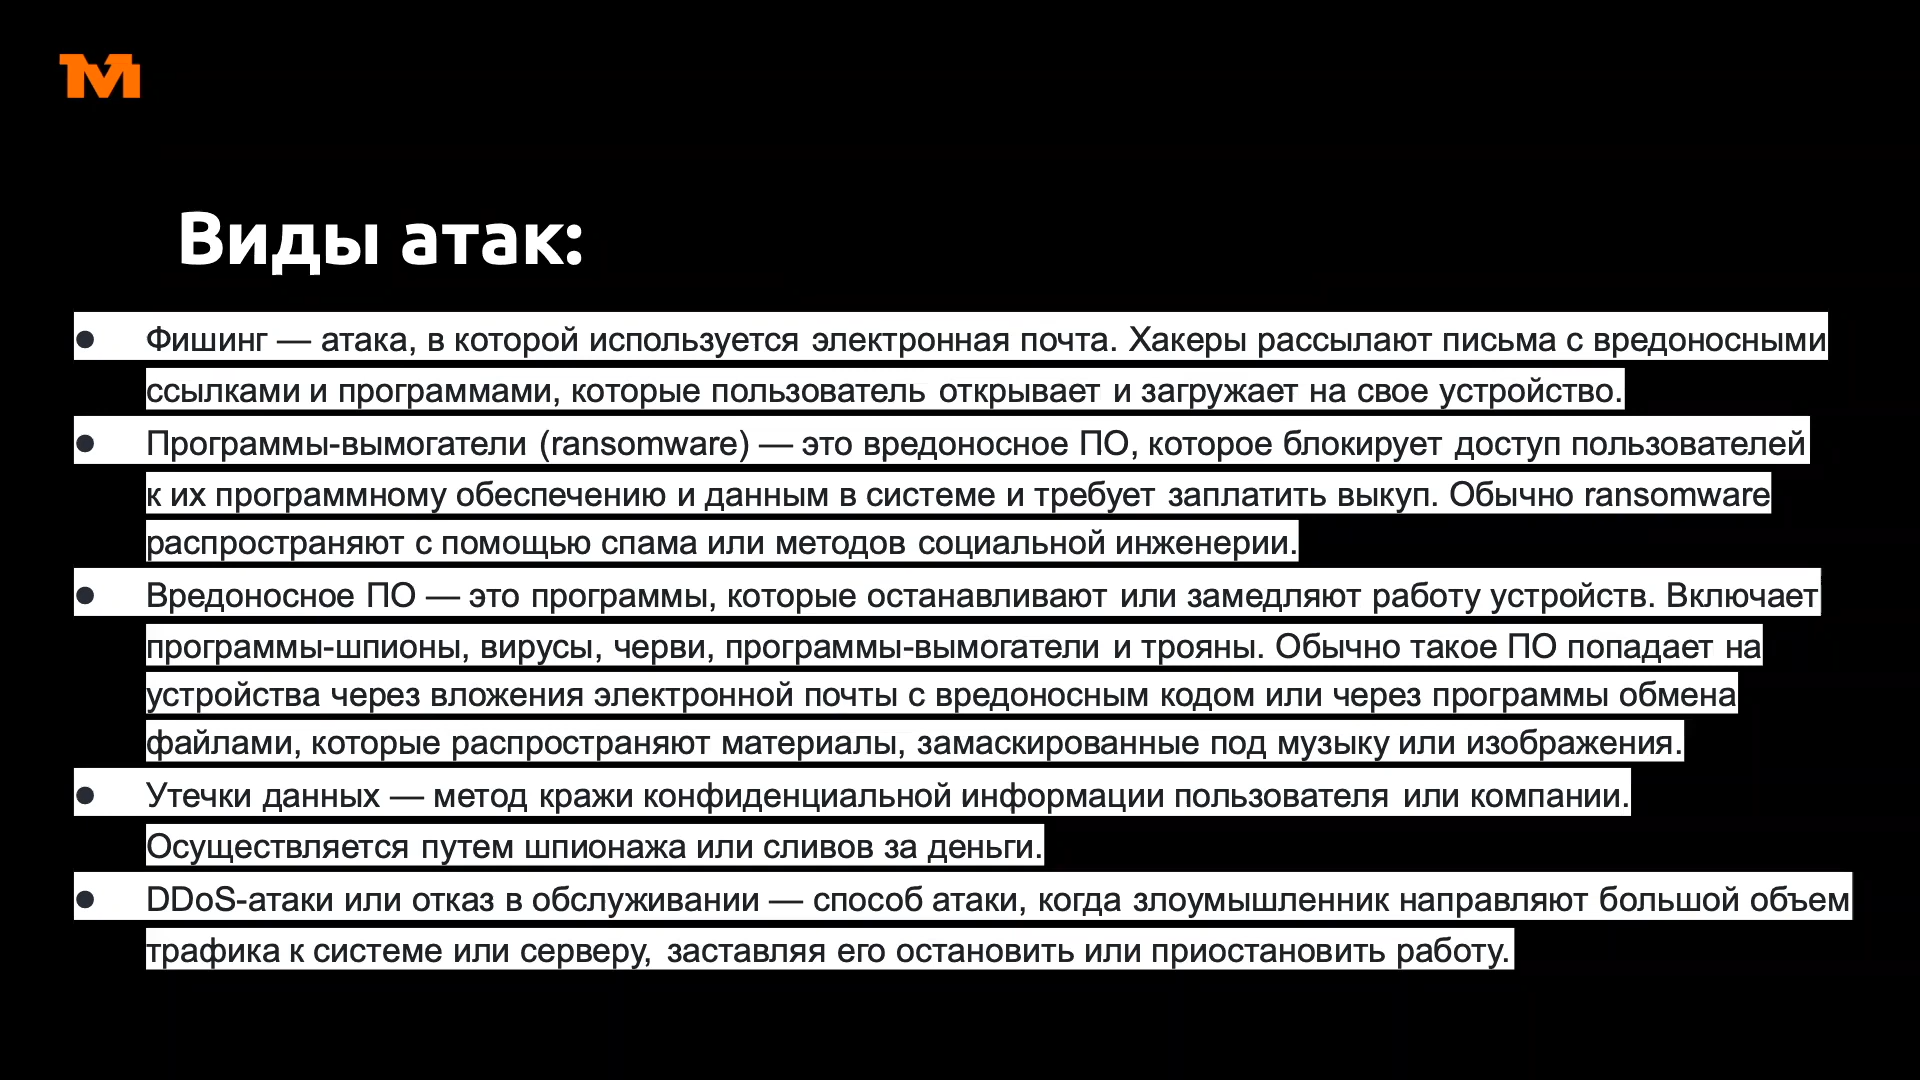 Виды атак:
● Фишинг — атака, в которой используется электронная почта. Хакеры рассылают письма с вредоносными
ссылками и программами, которые пользователь открывает и загружает на свое устройство.
● Программы-вымогатели (ransomware) — это вредоносное ПО, которое блокирует доступ пользователей
к их программному обеспечению и данным в системе и требует заплатить выкуп. Обычно ransomware
распространяют с помощью спама или методов социальной инженерии.
● Вредоносное ПО — это программы, которые останавливают или замедляют работу устройств. Включает
программы-шпионы, вирусы, черви, программы-вымогатели и трояны. Обычно такое ПО попадает на
устройства через вложения электронной почты с вредоносным кодом или через программы обмена
файлами, которые распространяют материалы, замаскированные под музыку или изображения.
● Утечки данных — метод кражи конфиденциальной информации пользователя или компании.
Осуществляется путем шпионажа или сливов за деньги.
● DDoS-атаки или отказ в обслуживании — способ атаки, когда злоумышленник направляют большой объем
трафика к системе или серверу, заставляя его остановить или приостановить работу.